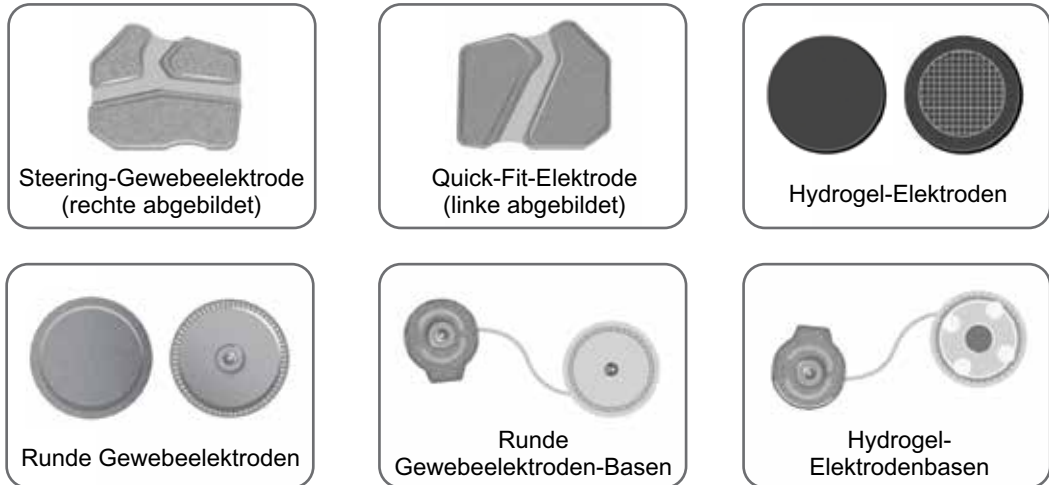 Steering-Gewebeelektrode
(rechte abgebildet)
Quick-Fit-Elektrode
(linke abgebildet)
Hydrogel-Elektroden
Runde Gewebeelektroden
Runde
Gewebeelektroden-Basen
Hydrogel-
Elektrodenbasen